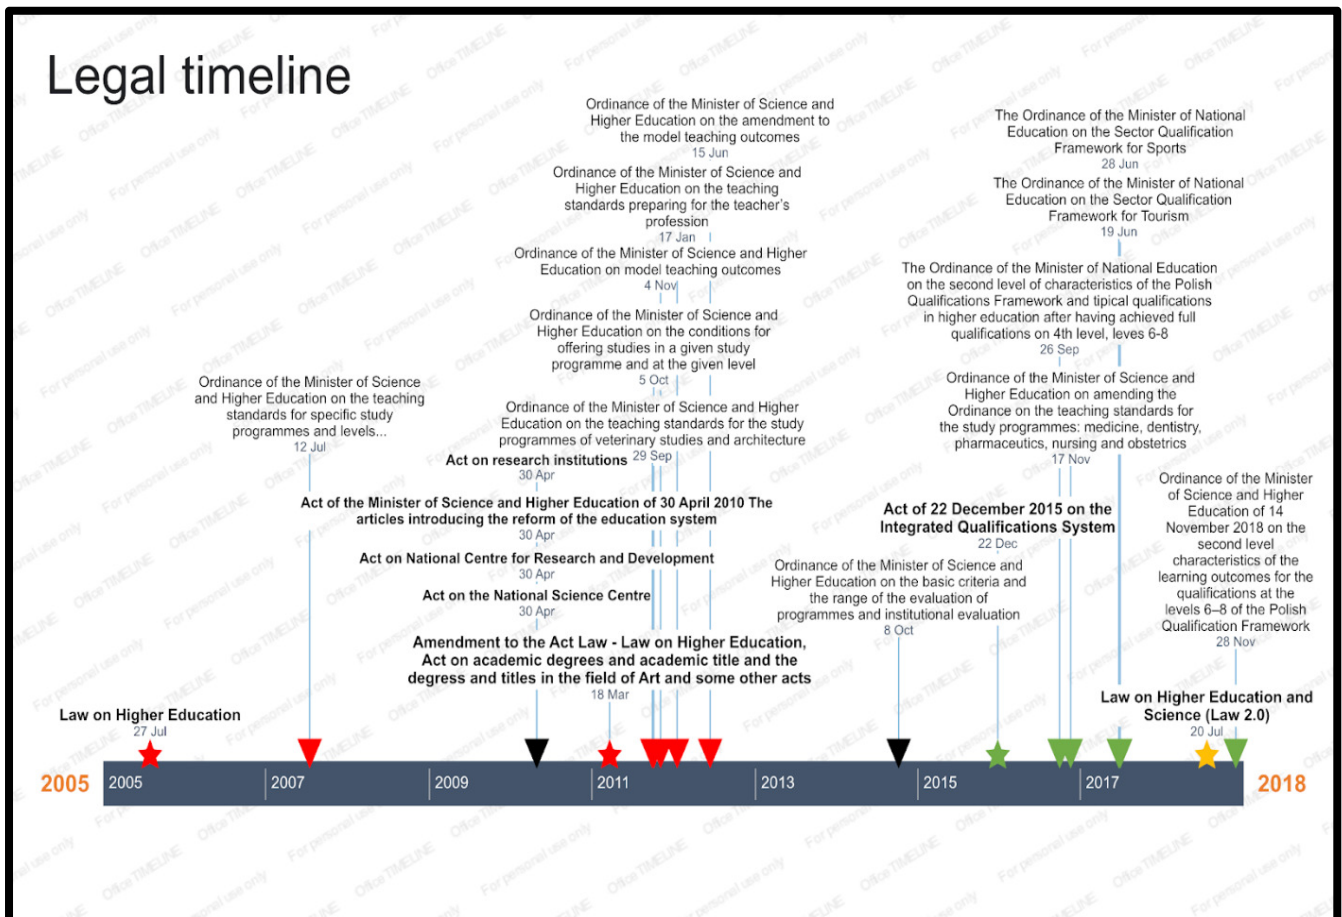 Legal timeline
Ordinance of the Minister of Science and
Higher Education on the amendment to
the model teaching outcomes
15 Jun
Ordinance of the Minister of Science and
Higher Education on the teaching
standards preparing for the teacher's
profession
17 Jan
Ordinance of the Minister of Science and Higher
Education on model teaching outcomes
4 Nov
Ordinance of the Minister of Science and
Higher Education on the conditions for
offering studies in a given study
programme and at the given level
5 Oct
Ordinance of the Minister of Science
and Higher Education on the teaching
standards for specific study
programmes and levels...
12 Jul
Ordinance of the Minister of Science and Higher
Education on the teaching standards for the study
programmes of veterinary studies and architecture
29 Sep
Act on research institutions
30 Apr
Act of the Minister of Science and Higher Education of 30 April 2010 The
articles introducing the reform of the education system
30 Apr
Act on National Centre for Research and Development
30 Apr
Act on the National Science Centre
30 Apr
Amendment to the Act Law - Law on Higher Education,
Act on academic degrees and academic title and the
degress and titles in the field of Art and some other acts
18 Mar
Law on Higher Education
27 Jul
The Ordinance of the Minister of National
Education on the Sector Qualification
Framework for Sports
28 Jun
The Ordinance of the Minister of National
Education on the Sector Qualification
Framework for Tourism
19 Jun
The Ordinance of the Minister of National Education
on the second level of characteristics of the Polish
Qualifications Framework and tipical qualifications
in higher education after having achieved full
qualifications on 4th level, leves 6-8
26 Sep
Ordinance of the Minister of Science and
Higher Education on amending the
Ordinance on the teaching standards for
the study programmes: medicine, dentistry,
pharmaceutics, nursing and obstetrics
17 Nov
Act of 22 December 2015 on the
Integrated Qualifications System
22 Dec
Ordinance of the Minister of Science and
Higher Education on the basic criteria and
the range of the evaluation of
programmes and institutional evaluation
8 Oct
Ordinance of the Minister
of Science and Higher
Education of 14
November 2018 on the
second level
characteristics of the
learning outcomes for the
qualifications at the
levels 6–8 of the Polish
Qualification Framework
28 Nov
Law on Higher Education and
Science (Law 2.0)
20 Jul
2005 2005 2007 2009 2011 2013 2015 2017 2018
For personal use only
Office TIMELINE